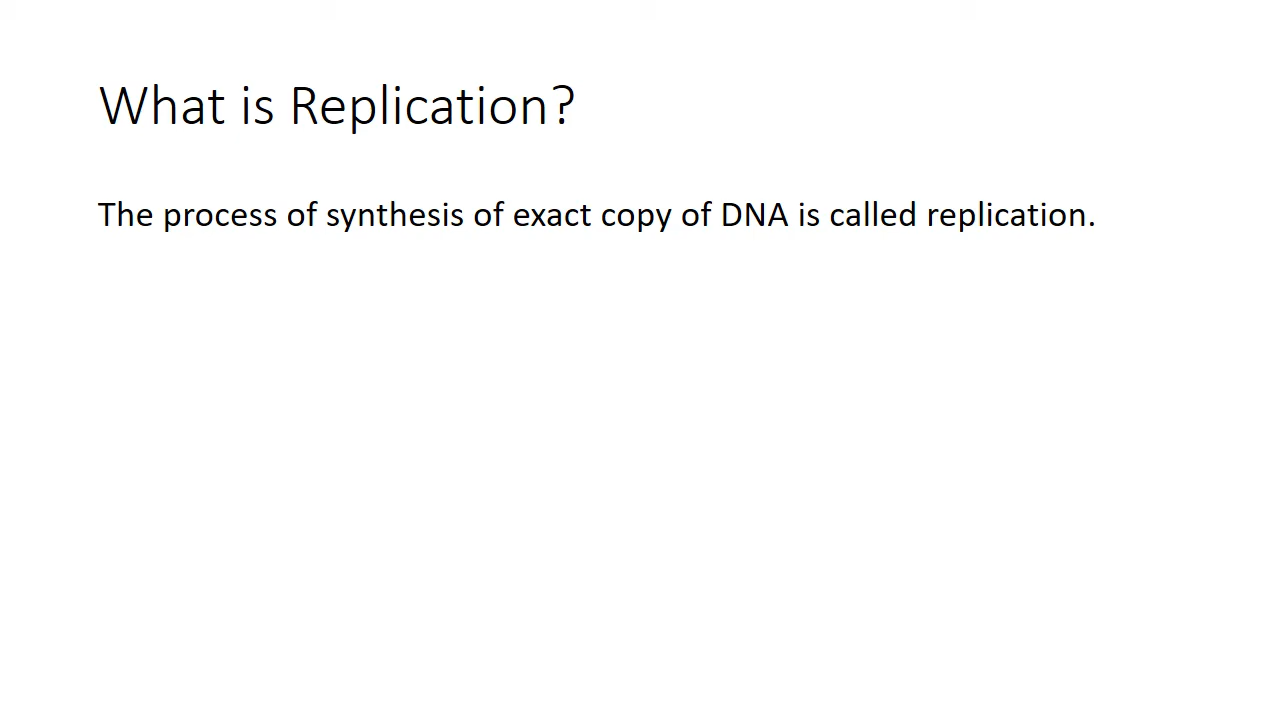 What is Replication?
The process of synthesis of exact copy of DNA is called replication.